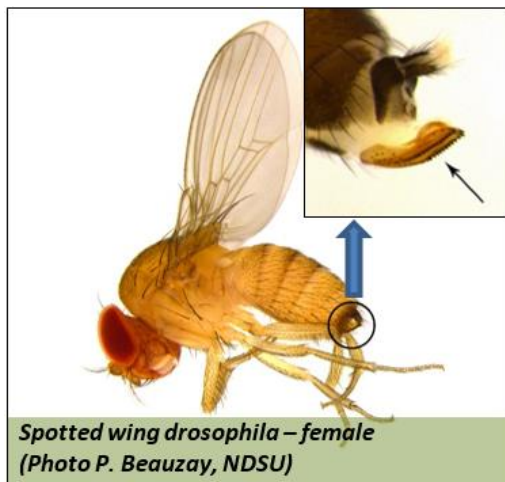 Spotted wing drosophila – female
(Photo P. Beauzay, NDSU)